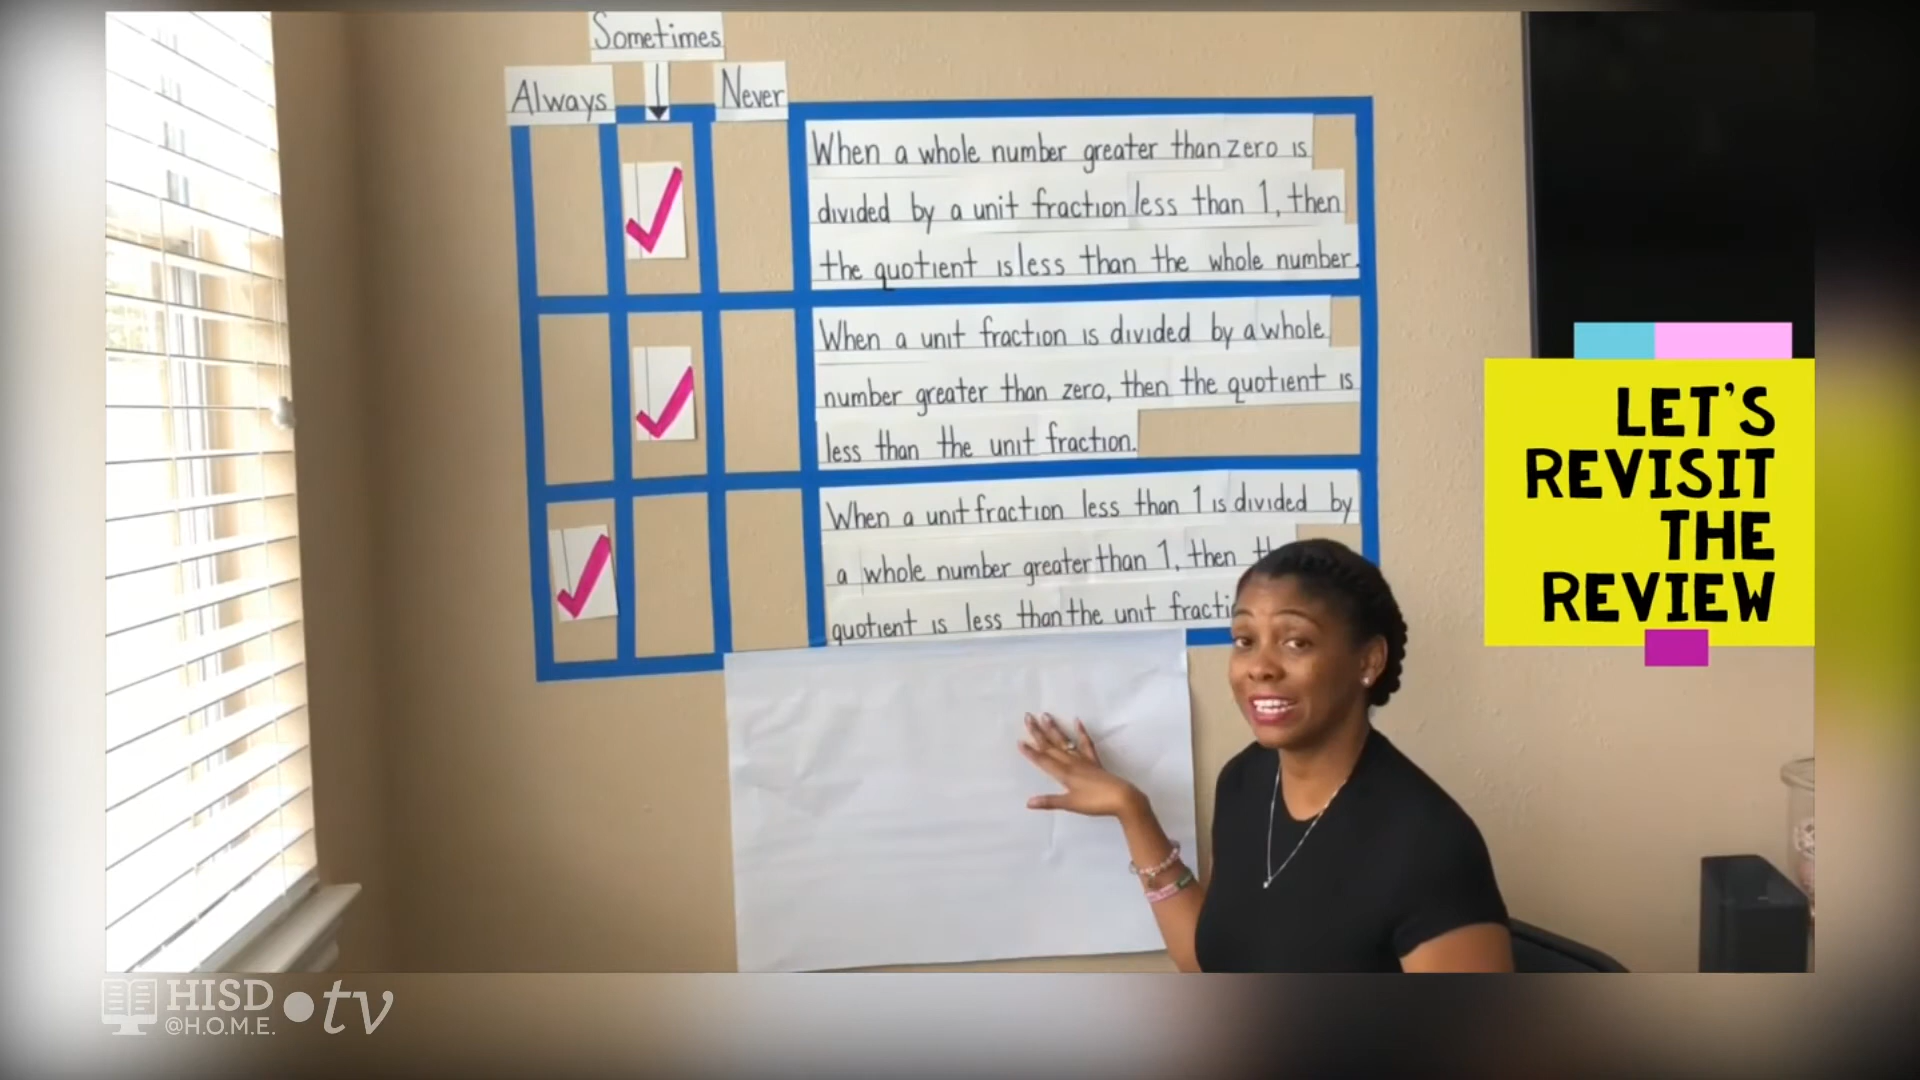 Sometimes
Always
Never
When a whole number greater than zero is
divided by a unit fraction less than 1, then
the quotient is less than the whole number.
When a unit fraction is divided by a whole
number greater than zero, then the quotient is
less than the unit fraction.
When a unit fraction less than 1 is divided by
a whole number greater than 1, then
quotient is less than the unit
LET'S
REVISIT
THE
REVIEW
HISD
@H.O.M.E.
tv